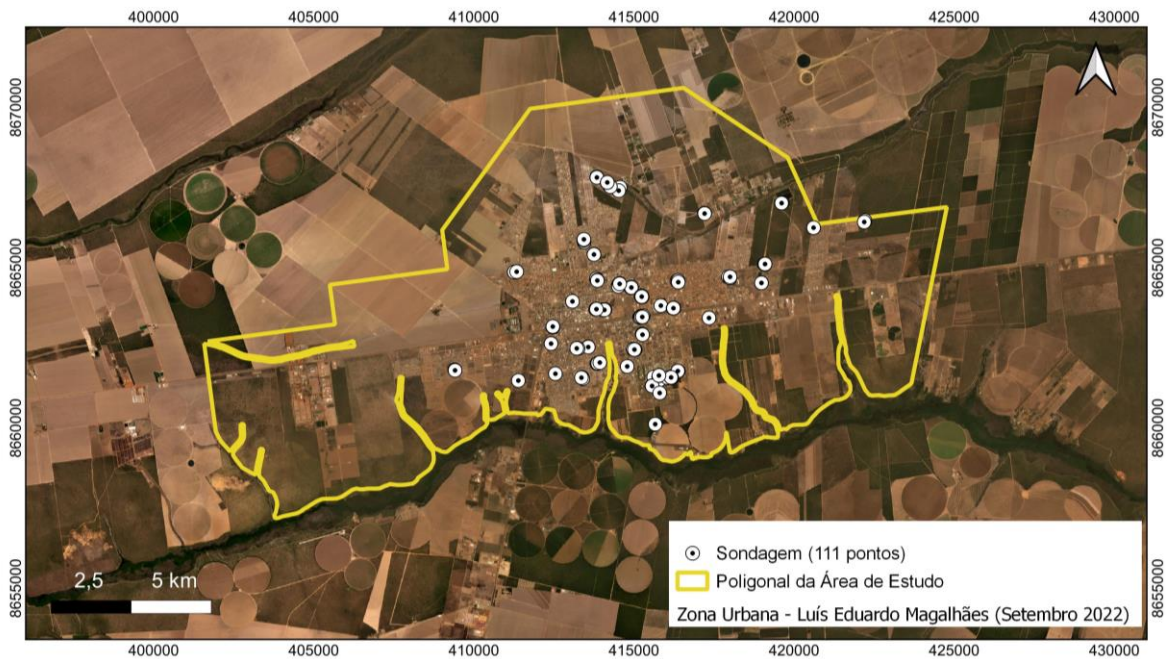 400000 405000 410000 415000 420000 425000 430000
8670000 8670000
8665000 8665000
8660000 8660000
8655000 8655000
2,5 5 km
Sondagem (111 pontos)
Poligonal da Área de Estudo
Zona Urbana - Luís Eduardo Magalhães (Setembro 2022)
400000 405000 410000 415000 420000 425000 430000